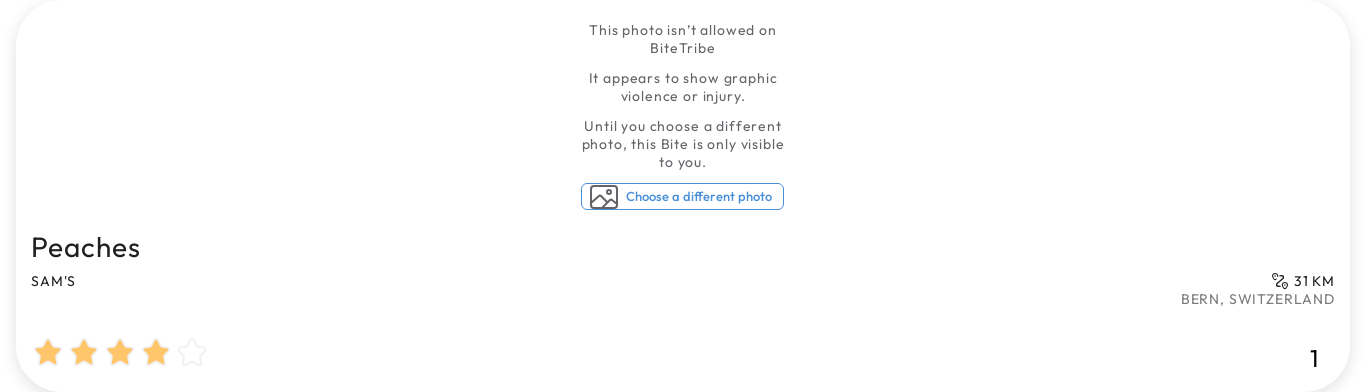 This photo isn’t allowed on
BiteTribe
It appears to show graphic
violence or injury.
Until you choose a different
photo, this Bite is only visible
to you.
Choose a different photo
Peaches
SAM'S
31 KM
BERN, SWITZERLAND
1